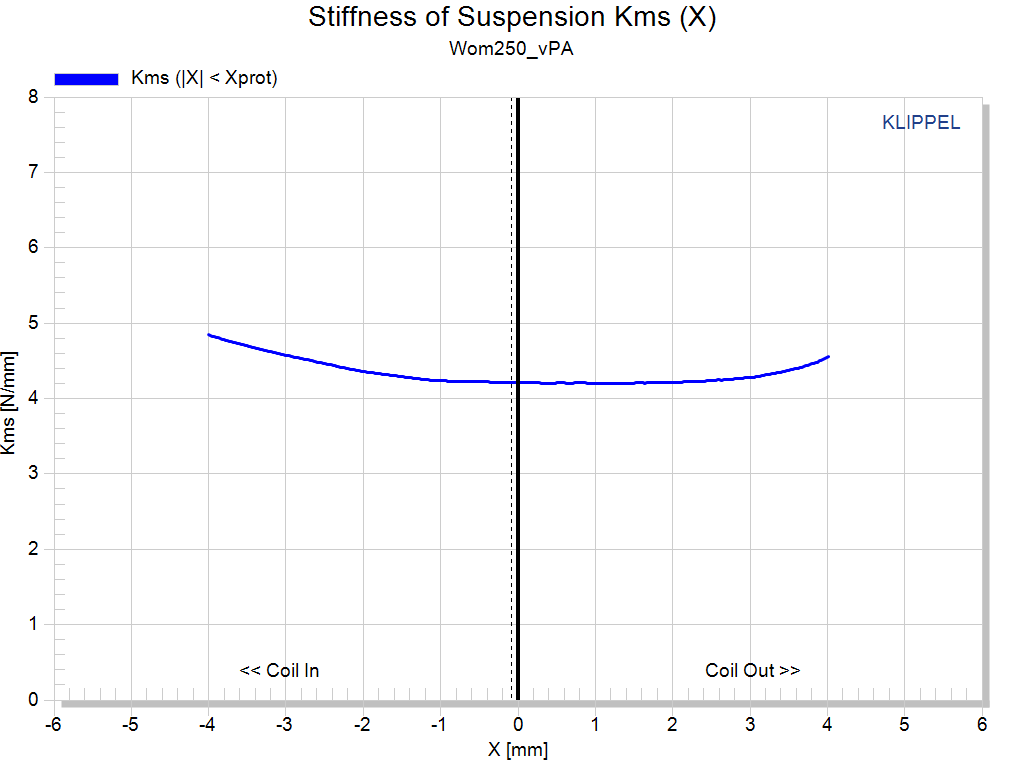 Stiffness of Suspension Kms (X)
Wom250_vPA
Kms (|X| < Xprot)
KLIPPEL
8
7
6
5
4
3
2
1
0
Kms [N/mm]
<< Coil In
Coil Out >>
-6 -5 -4 -3 -2 -1 0 1 2 3 4 5 6
X [mm]